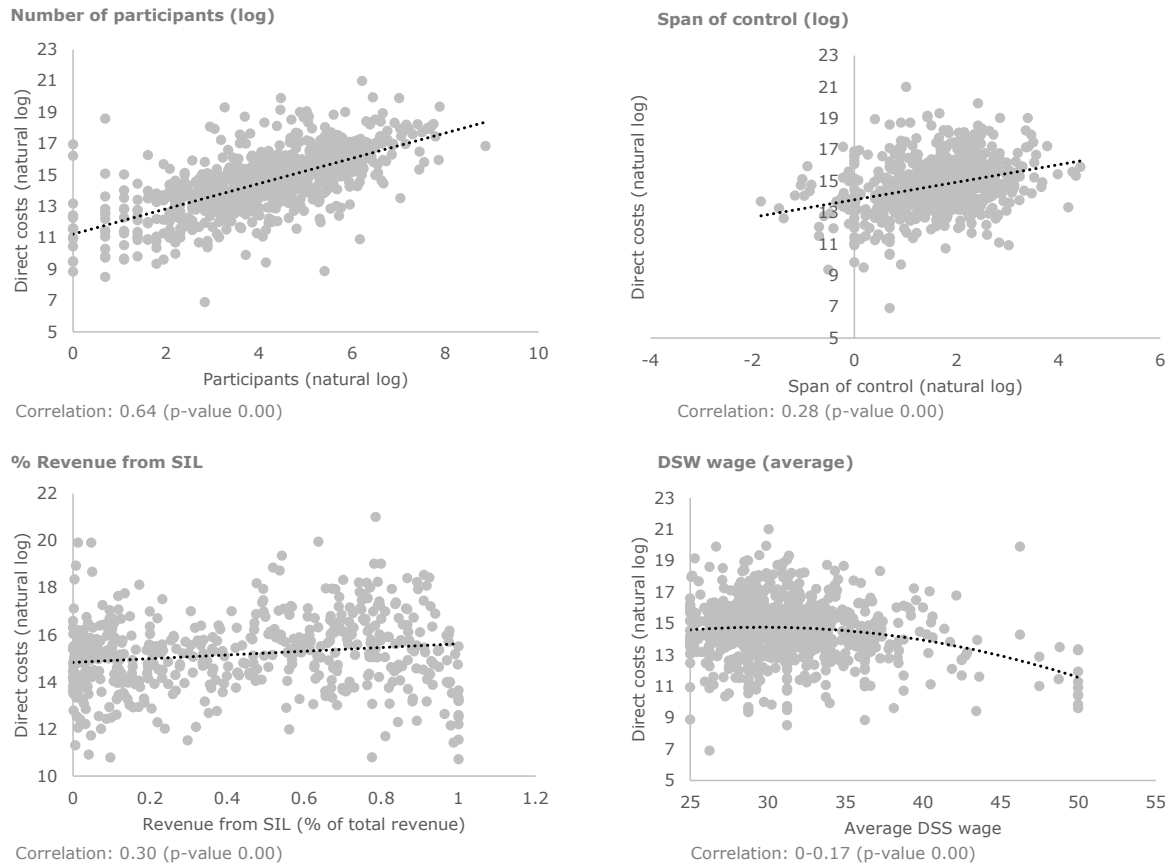 Number of participants (log)
23
21
19
17
15
13
11
9
7
5
Direct costs (natural log)
0 2 4 6 8 10
Participants (natural log)
Correlation: 0.64 (p-value 0.00)
Span of control (log)
23
21
19
17
15
13
11
9
7
5
Direct costs (natural log)
-4 -2 0 2 4 6
Span of control (natural log)
Correlation: 0.28 (p-value 0.00)
% Revenue from SIL
22
20
18
16
14
12
10
Direct costs (natural log)
0 0.2 0.4 0.6 0.8 1 1.2
Revenue from SIL (% of total revenue)
Correlation: 0.30 (p-value 0.00)
DSW wage (average)
23
21
19
17
15
13
11
9
7
5
Direct costs (natural log)
25 30 35 40 45 50 55
Average DSS wage
Correlation: 0-0.17 (p-value 0.00)